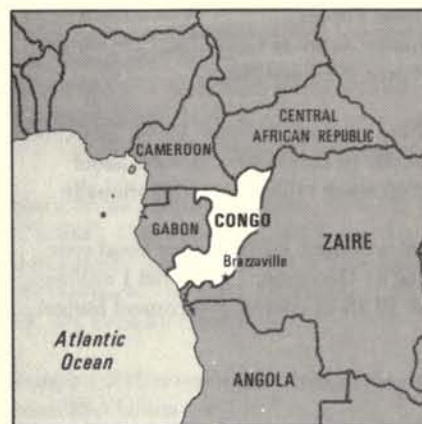 CENTRAL
AFRICAN REPUBLIC
CAMEROON
GABON
CONGO
ZAIRE
Brazzaville
Atlantic
Ocean
ANGOLA